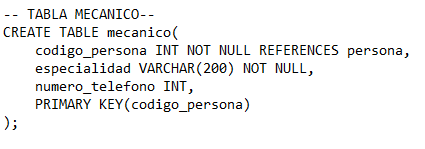 -- TABLA MECANICO--
CREATE TABLE mecanico(
    codigo_persona INT NOT NULL REFERENCES persona,
    especialidad VARCHAR(200) NOT NULL,
    numero_telefono INT,
    PRIMARY KEY(codigo_persona)
);